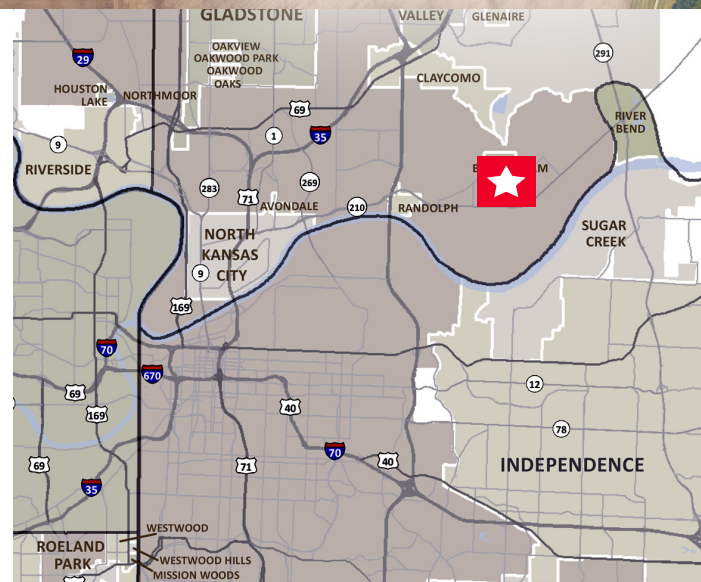 GLADSTONE
VALLEY
GLENAIRE
OAKVIEW
OAKWOOD PARK
OAKWOOD
OAKS
29
291
HOUSTON
LAKE
NORTHMOOR
CLAYCOMO
69
1
35
RIVER
BEND
9
RIVERSIDE
283
71
269
AVONDALE
210
RANDOLPH
NORTH
KANSAS
CITY
9
SUGAR
CREEK
169
70
670
69
169
12
40
78
69
71
70
40
INDEPENDENCE
35
WESTWOOD
ROELAND
PARK
WESTWOOD HILLS
MISSION WOODS